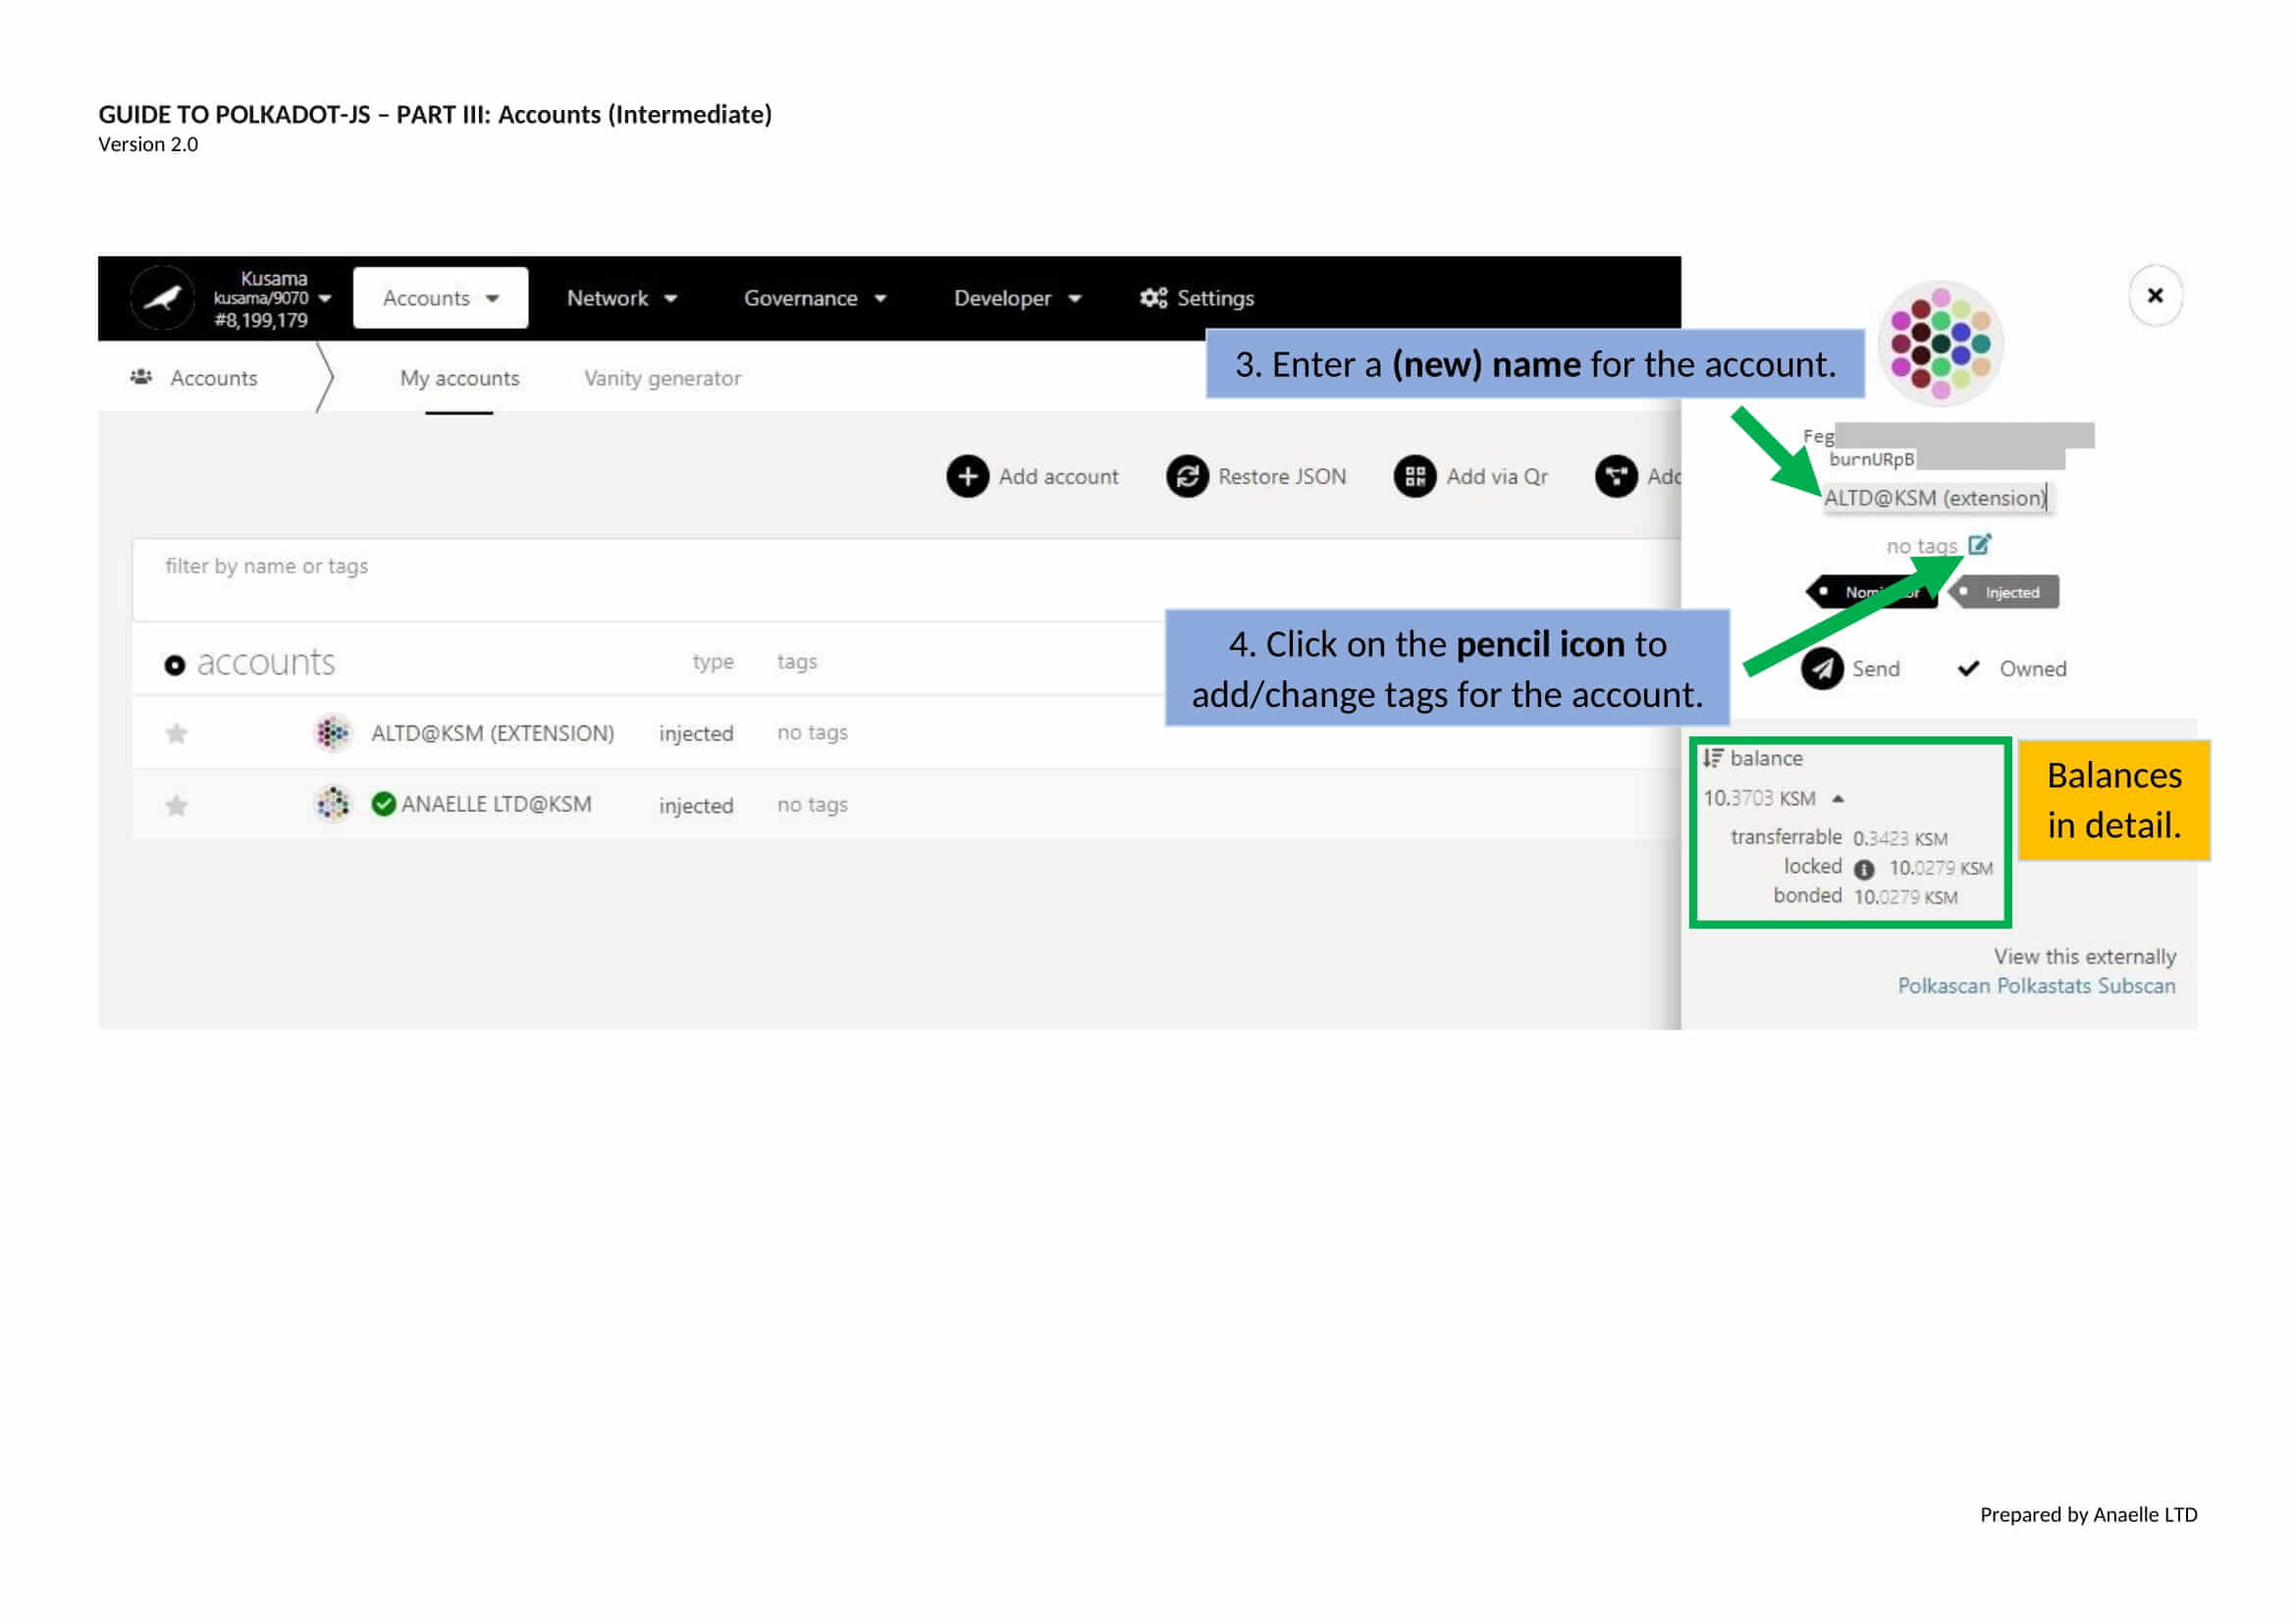 GUIDE TO POLKADOT-JS – PART III: Accounts (Intermediate)
Version 2.0
Kusama
kusama/9070
#8,199,179
Accounts
Network
Governance
Developer
Settings
3. Enter a (new) name for the account.
Accounts
My accounts
Vanity generator
Feg
burnURpB
Add account
Restore JSON
Add via Qr
ALTD@KSM (extension)
no tags
filter by name or tags
Injected
4. Click on the pencil icon to
add/change tags for the account.
accounts
type
tags
Send
Owned
ALTD@KSM (EXTENSION)
injected
no tags
ANAELLE LTD@KSM
injected
no tags
balance
10.3703 KSM
transferrable 0.3423 KSM
locked 10.0279 KSM
bonded 10.0279 KSM
Balances
in detail.
View this externally
Polkascan Polkastats Subscan
Prepared by Anaelle LTD